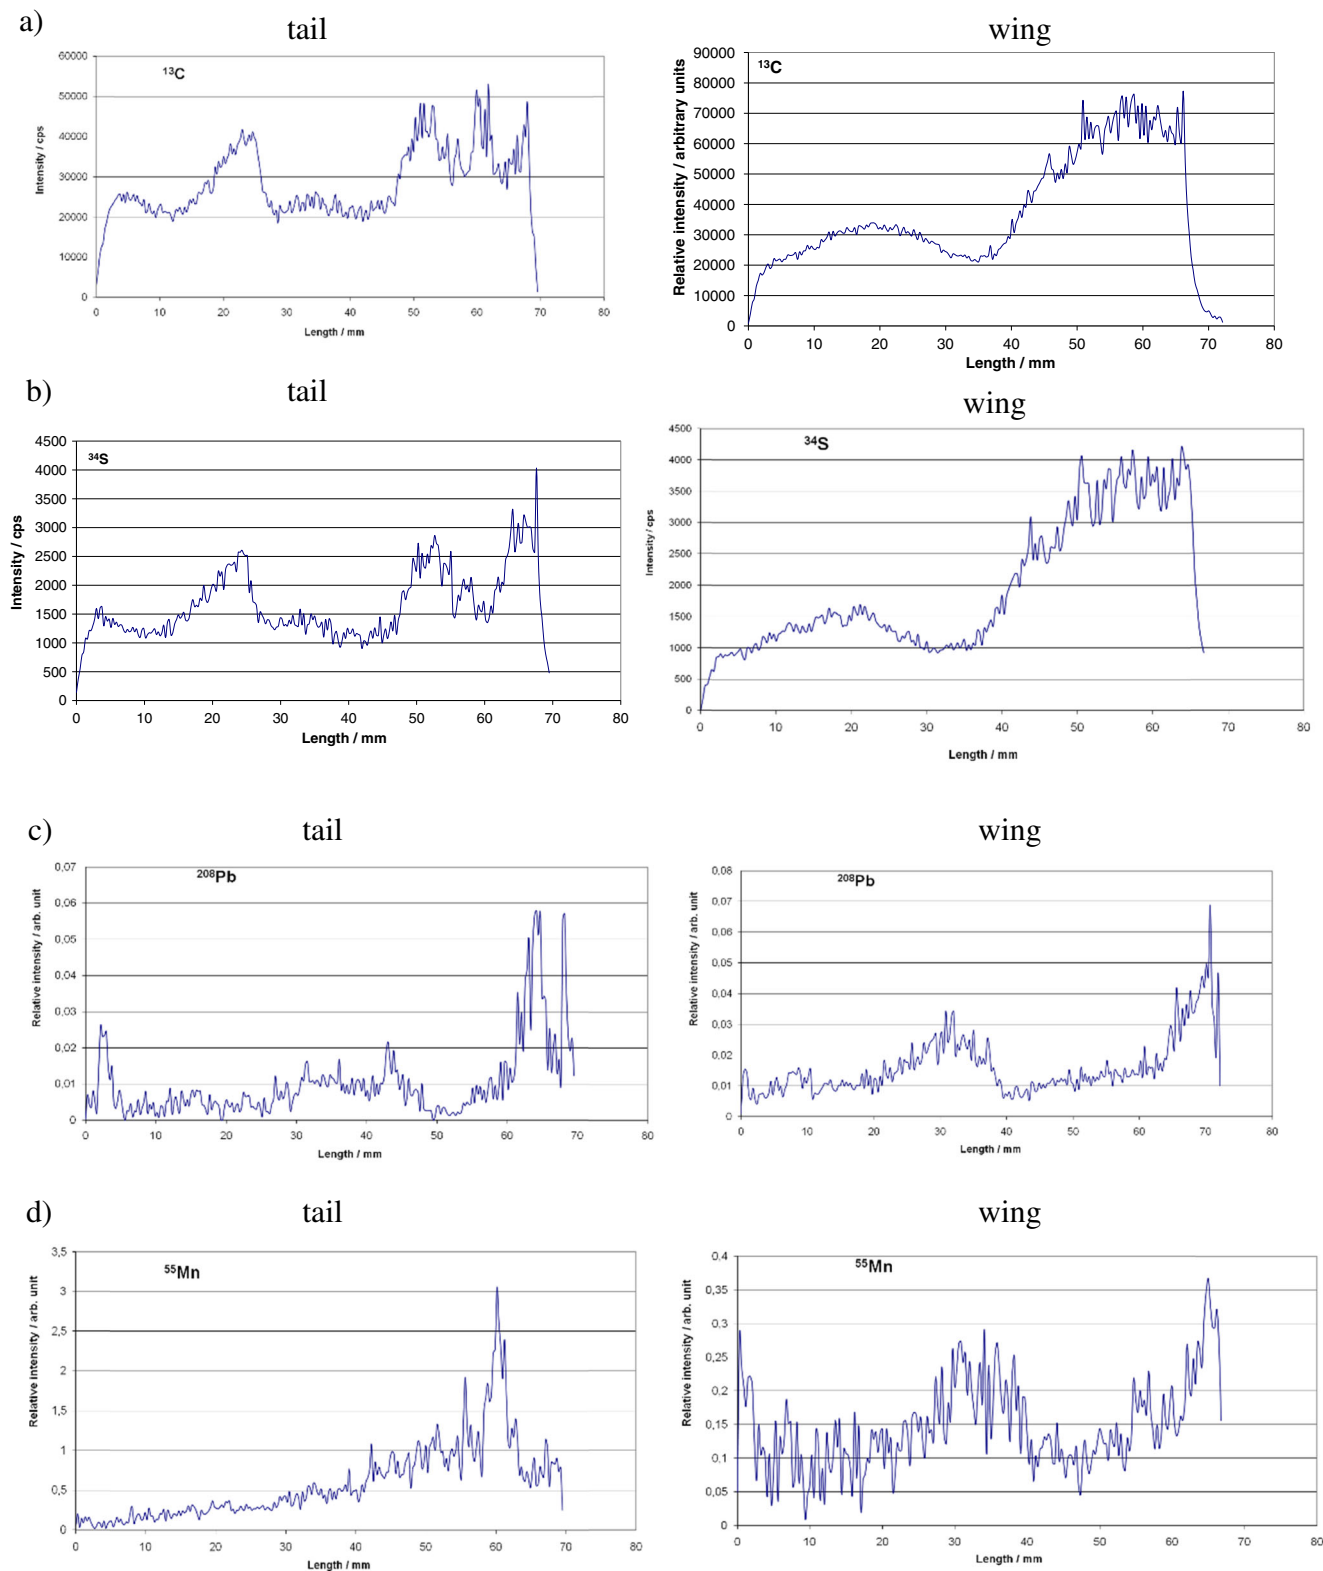 a)
tail
wing
13C
60000
50000
40000
30000
20000
10000
0
Intensity / cps
0 10 20 30 40 50 60 70 80
Length / mm
13C
90000
80000
70000
60000
50000
40000
30000
20000
10000
0
Relative intensity / arbitrary units
0 10 20 30 40 50 60 70 80
Length / mm
b)
tail
wing
34S
4500
4000
3500
3000
2500
2000
1500
1000
500
0
Intensity / cps
0 10 20 30 40 50 60 70 80
Length / mm
34S
4500
4000
3500
3000
2500
2000
1500
1000
500
0
Intensity / cps
0 10 20 30 40 50 60 70 80
Length / mm
c)
tail
wing
208Pb
0,07
0,06
0,05
0,04
0,03
0,02
0,01
0
Relative intensity / arb. unit
0 10 20 30 40 50 60 70 80
Length / mm
208Pb
0,08
0,07
0,06
0,05
0,04
0,03
0,02
0,01
0
Relative intensity / arb. unit
0 10 20 30 40 50 60 70 80
Length / mm
d)
tail
wing
55Mn
3,5
3
2,5
2
1,5
1
0,5
0
Relative intensity / arb. unit
0 10 20 30 40 50 60 70 80
Length / mm
55Mn
0,4
0,35
0,3
0,25
0,2
0,15
0,1
0,05
0
Relative intensity / arb. unit
0 10 20 30 40 50 60 70 80
Length / mm